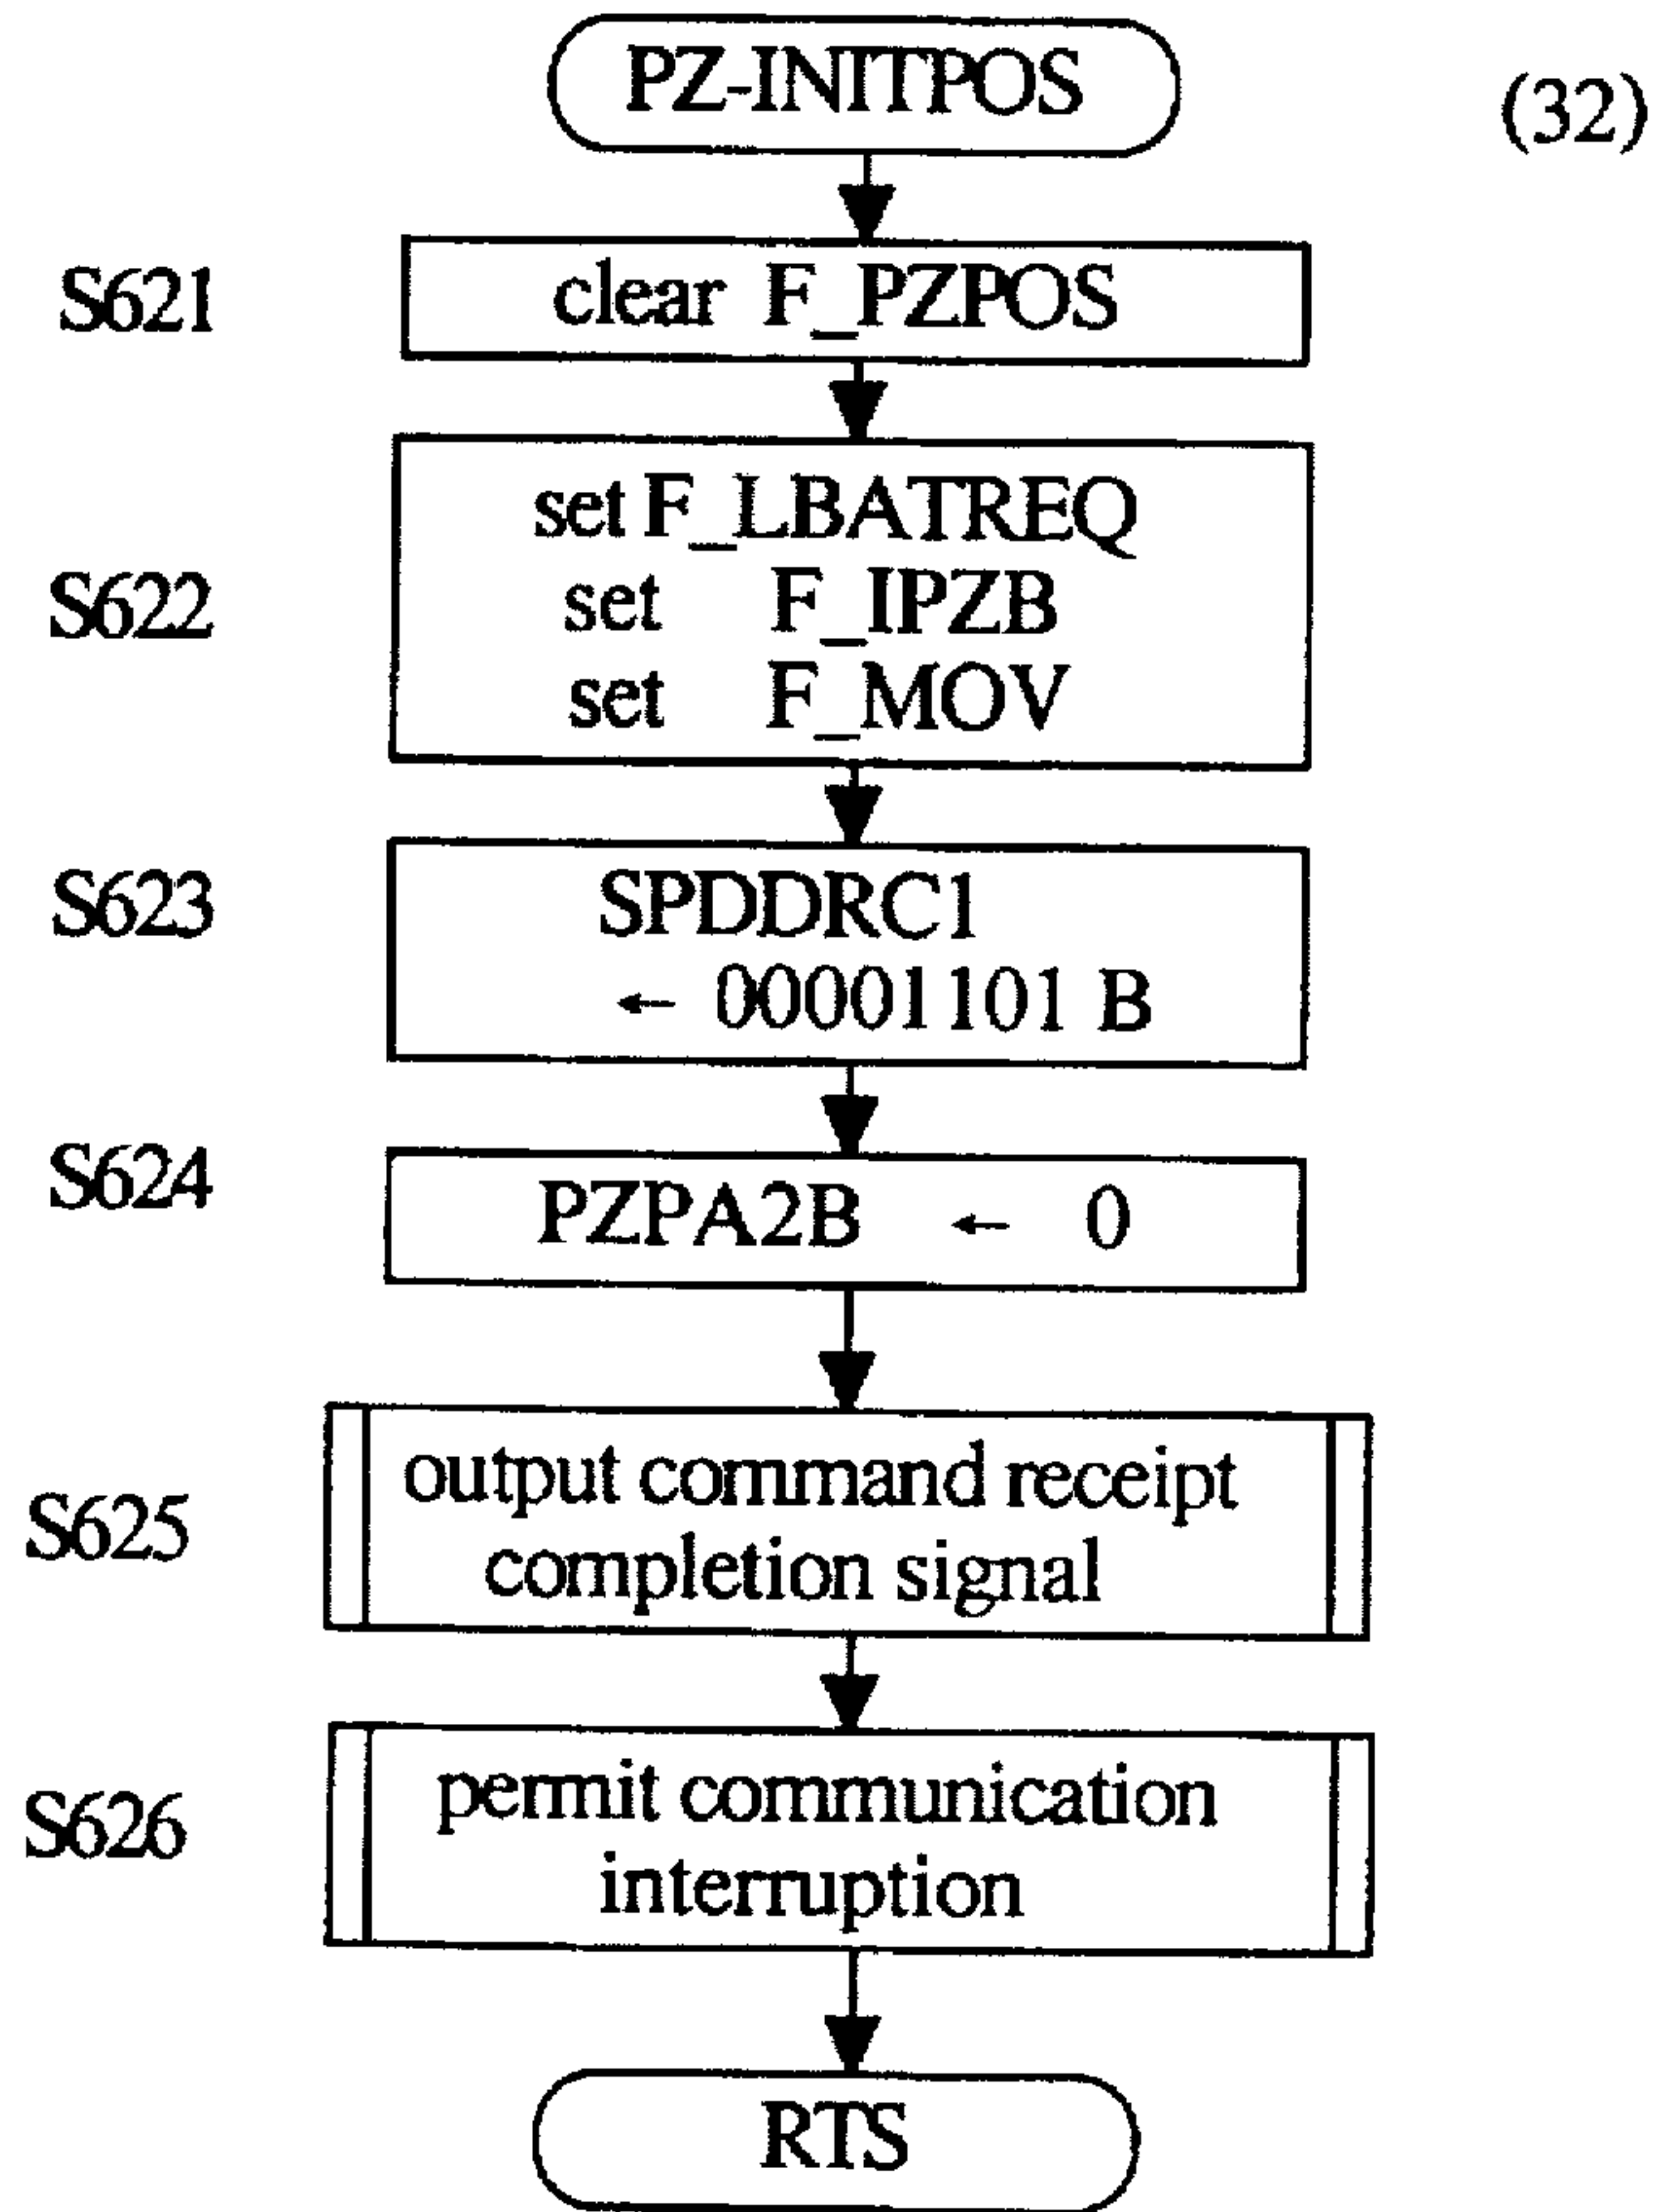 PZ-INITPOS
(32)
S621
clear F_PZPOS
S622
set F_LBATREQ
set F_IPZB
set F_MOV
S623
SPDDRC1
← 00001101 B
S624
PZPA2B ← 0
S625
output command receipt
completion signal
S626
permit communication
interruption
RTS